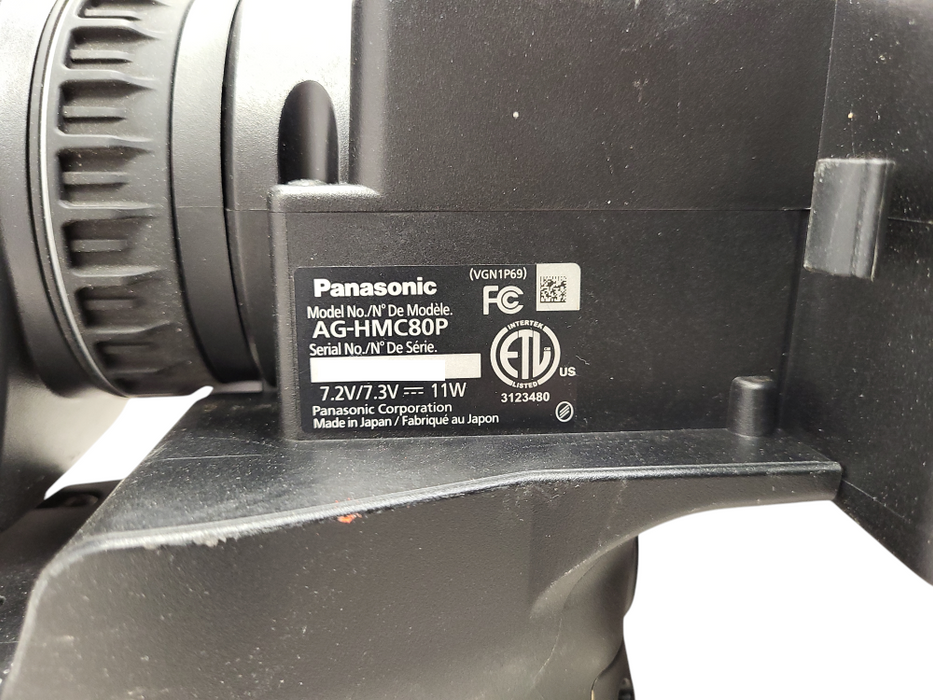 Panasonic
(VGN1P69)
FC
Model No./N° De Modèle.
AG-HMC80P
Serial No./N° De Série.
7.2V/7.3V ⎓ 11W
Panasonic Corporation
Made in Japan / Fabriqué au Japon
INTERTEK
ETL
CM
LISTED
US
3123480